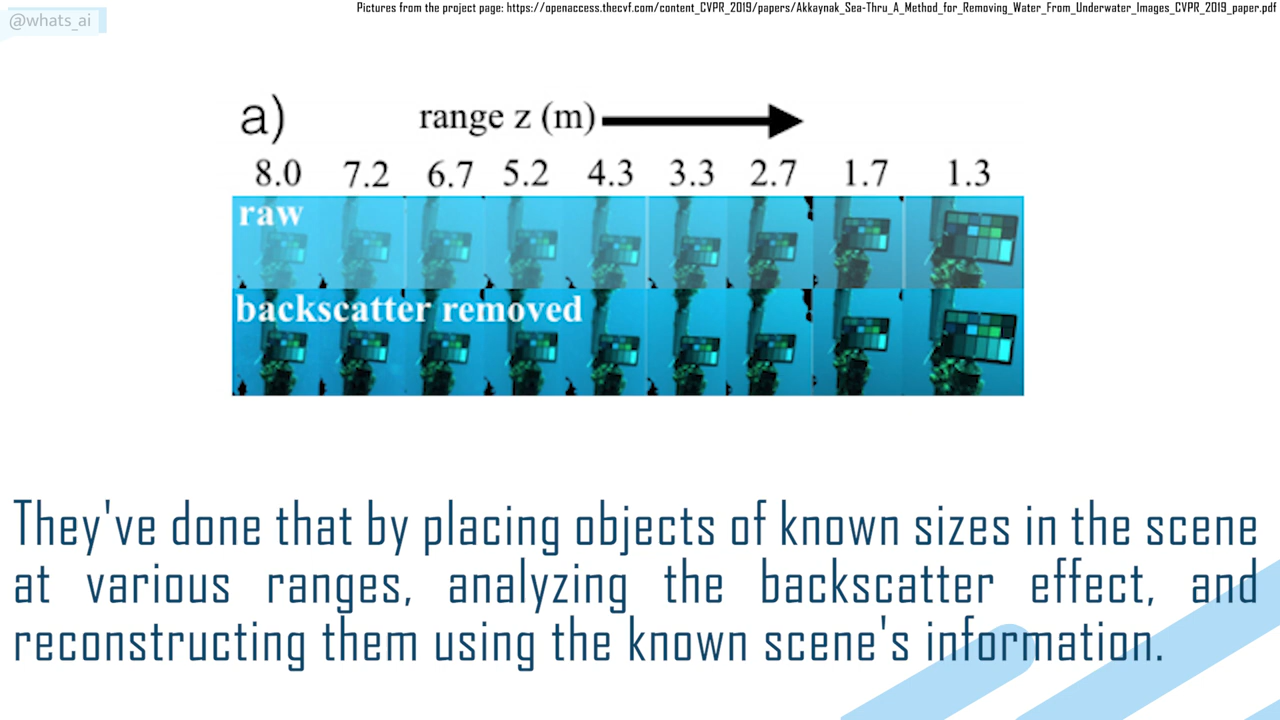 @whats_ai
Pictures from the project page: https://openaccess.thecvf.com/content_CVPR_2019/papers/Akkaynak_Sea-Thru_A_Method_for_Removing_Water_From_Underwater_Images_CVPR_2019_paper.pdf
a)
range z (m)
8.0 7.2 6.7 5.2 4.3 3.3 2.7 1.7 1.3
raw
backscatter removed
They've done that by placing objects of known sizes in the scene
at various ranges, analyzing the backscatter effect, and
reconstructing them using the known scene's information.